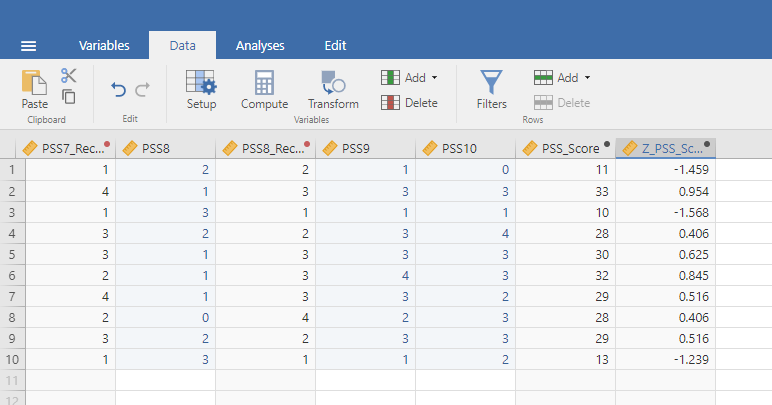 Variables Data Analyses Edit
Paste Setup Compute Transform Add Delete Filters Add Delete
Clipboard Edit Variables Rows
PSS7_Rec... PSS8 PSS8_Rec... PSS9 PSS10 PSS_Score Z_PSS_Sc...
1 1 2 2 1 0 11 -1.459
2 4 1 3 3 3 33 0.954
3 1 3 1 1 1 10 -1.568
4 3 2 2 3 4 28 0.406
5 3 1 3 3 3 30 0.625
6 2 1 3 4 3 32 0.845
7 4 1 3 3 2 29 0.516
8 2 0 4 2 3 28 0.406
9 3 2 2 3 3 29 0.516
10 1 3 1 1 2 13 -1.239
11
12